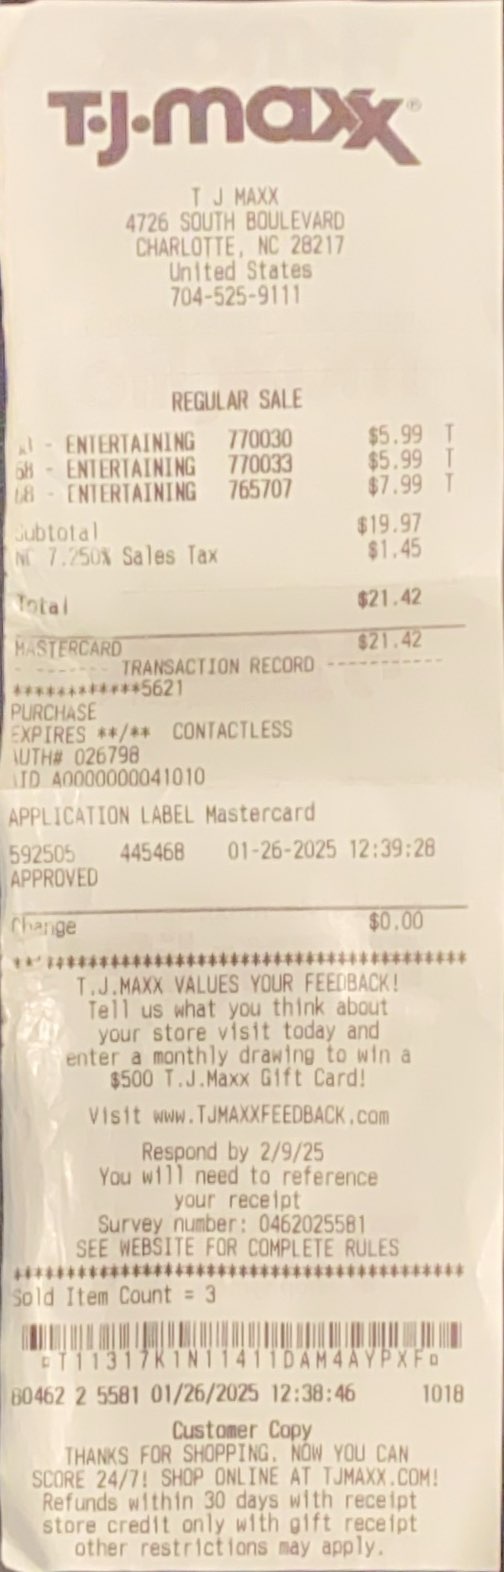 T·J·maxx®
T J MAXX
4726 SOUTH BOULEVARD
CHARLOTTE, NC 28217
United States
704-525-9111
REGULAR SALE
- ENTERTAINING 770030 $5.99 T
68 - ENTERTAINING 770033 $5.99 T
68 - ENTERTAINING 765707 $7.99 T
Subtotal $19.97
NC 7.250% Sales Tax $1.45
Total $21.42
MASTERCARD $21.42
- ------- TRANSACTION RECORD -----------
************5621
PURCHASE
EXPIRES **/** CONTACTLESS
AUTH# 026798
AID A0000000041010
APPLICATION LABEL Mastercard
592505 445468 01-26-2025 12:39:28
APPROVED
Change $0.00
****************************************
T.J.MAXX VALUES YOUR FEEDBACK!
Tell us what you think about
your store visit today and
enter a monthly drawing to win a
$500 T.J.Maxx Gift Card!
Visit www.TJMAXXFEEDBACK.com
Respond by 2/9/25
You will need to reference
your receipt
Survey number: 0462025581
SEE WEBSITE FOR COMPLETE RULES
****************************************
Sold Item Count = 3
¤T11317K1N11411DAM4AYPXF¤
80462 2 5581 01/26/2025 12:38:46 1018
Customer Copy
THANKS FOR SHOPPING. NOW YOU CAN
SCORE 24/7! SHOP ONLINE AT TJMAXX.COM!
Refunds within 30 days with receipt
store credit only with gift receipt
other restrictions may apply.